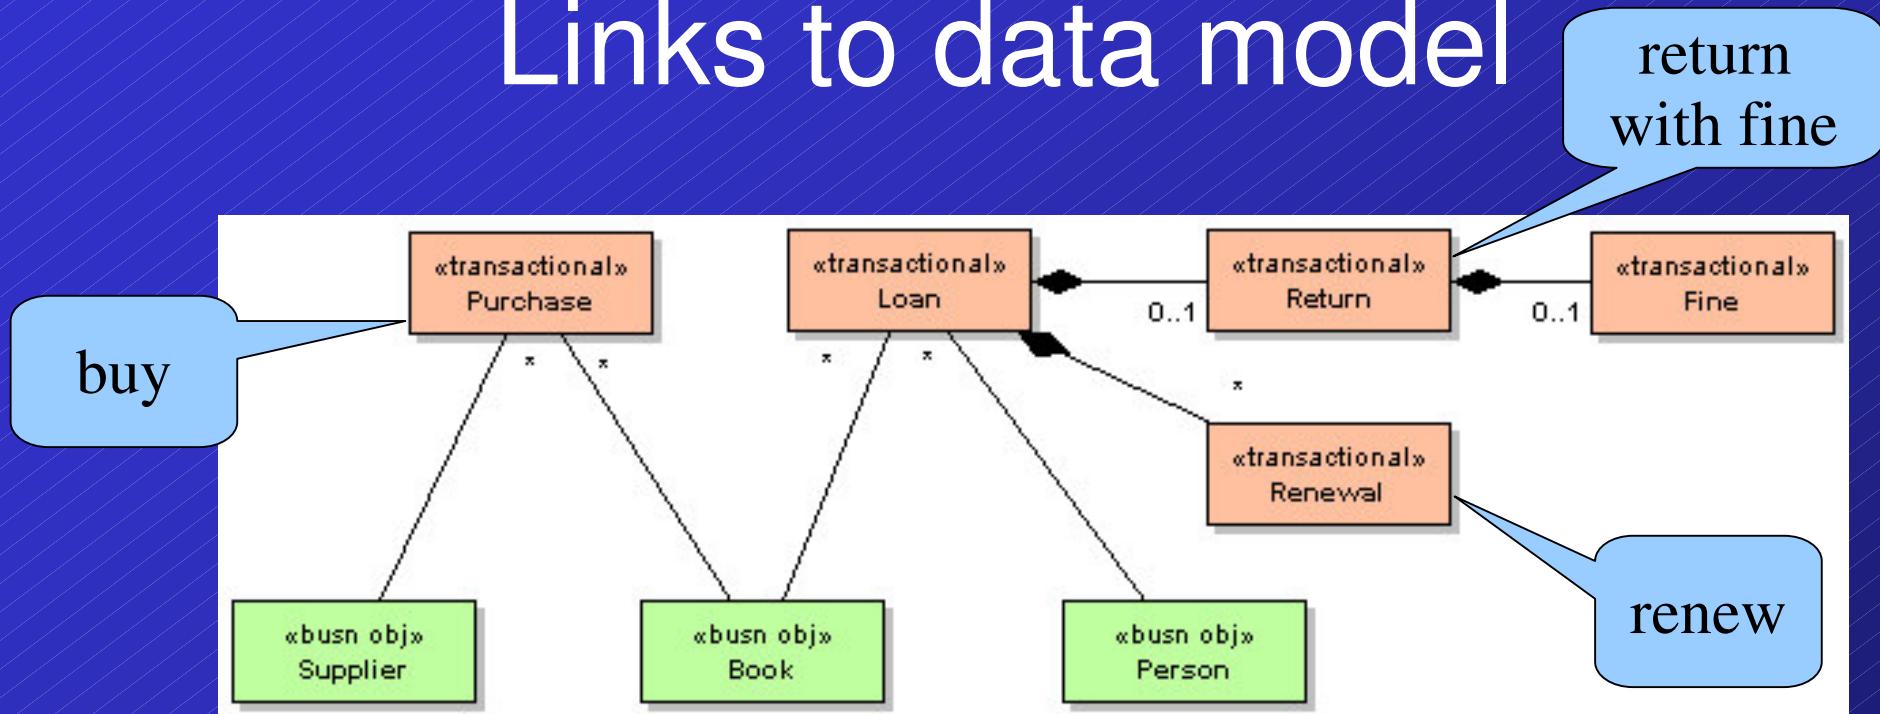 Links to data model
return
with fine
«transactional»
Purchase
«transactional»
Loan
«transactional»
Return
«transactional»
Fine
0..1
0..1
buy
*
*
*
*
*
«transactional»
Renewal
renew
«busn obj»
Supplier
«busn obj»
Book
«busn obj»
Person